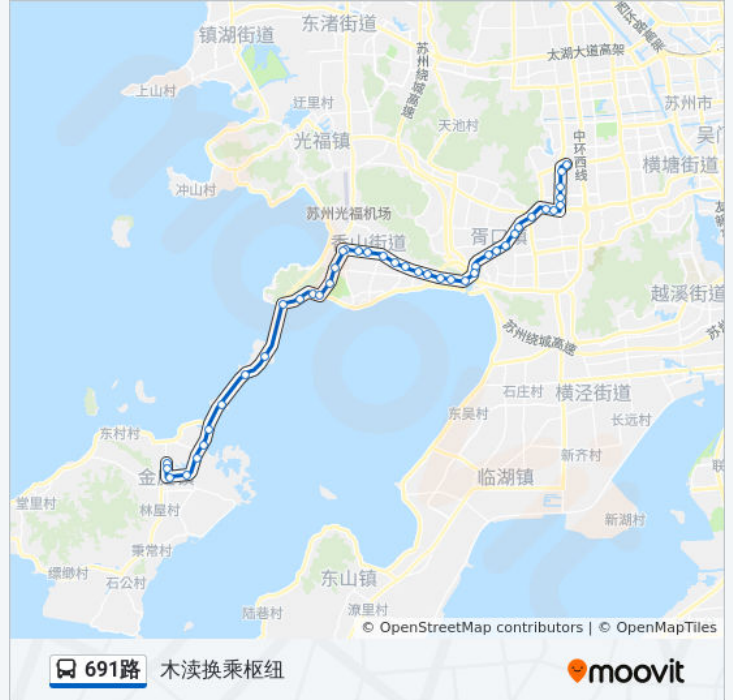 东渚街道
镇湖街道
西环路高架
太湖大道高架
苏州绕城高速
上山村
迂里村
苏州市
天池村
光福镇
中环西线
吴门
横塘街道
冲山村
苏州光福机场
香山街道
胥口镇
越溪街道
苏州绕城高速
石庄村
横泾街道
东吴村
长远村
东村村
新齐村
金庭镇
临湖镇
堂里村
林屋村
新湖村
秉常村
缥缈村
石公村
东山镇
陆巷村
潦里村
© OpenStreetMap contributors | © OpenMapTiles
691路 木渎换乘枢纽
moovit